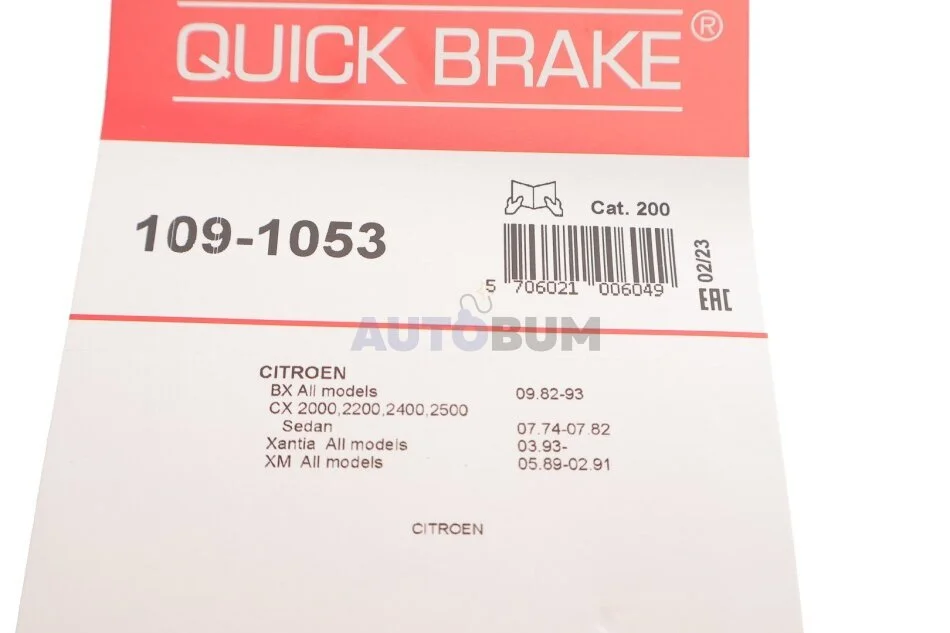 QUICK BRAKE®
Cat. 200
109-1053
02/23
EAC
5 706021 006049
AUTOBUM
CITROEN
BX All models 09.82-93
CX 2000,2200,2400,2500
Sedan 07.74-07.82
Xantia All models 03.93-
XM All models 05.89-02.91
CITROEN